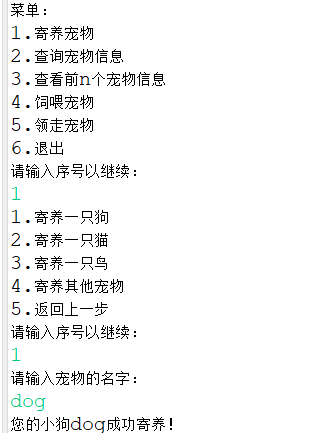 菜单:
1.寄养宠物
2.查询宠物信息
3.查看前n个宠物信息
4.饲喂宠物
5.领走宠物
6.退出
请输入序号以继续:
1
1.寄养一只狗
2.寄养一只猫
3.寄养一只鸟
4.寄养其他宠物
5.返回上一步
请输入序号以继续:
1
请输入宠物的名字:
dog
您的小狗dog成功寄养!